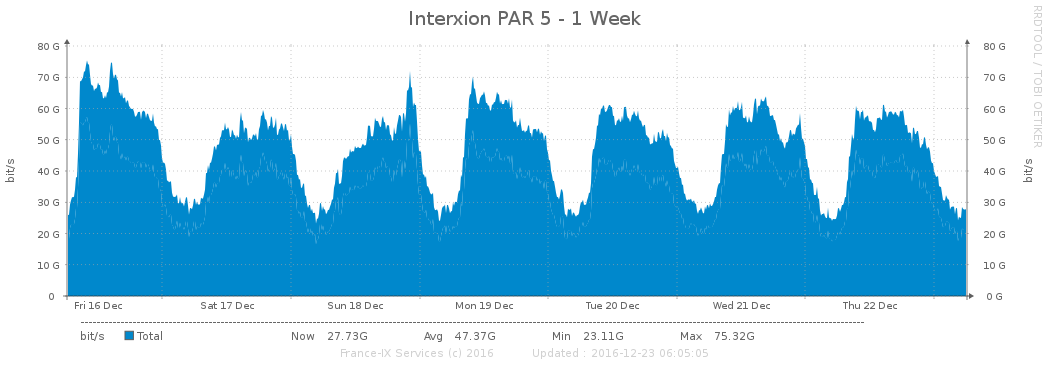 Interxion PAR 5 - 1 Week
RRDTOOL / TOBI OETIKER
80 G 80 G
70 G 70 G
60 G 60 G
50 G 50 G
40 G 40 G
30 G 30 G
20 G 20 G
10 G 10 G
0 0 G
bit/s bit/s
Fri 16 Dec Sat 17 Dec Sun 18 Dec Mon 19 Dec Tue 20 Dec Wed 21 Dec Thu 22 Dec
bit/s Total Now 27.73G Avg 47.37G Min 23.11G Max 75.32G
France-IX Services (c) 2016 Updated : 2016-12-23 06:05:05